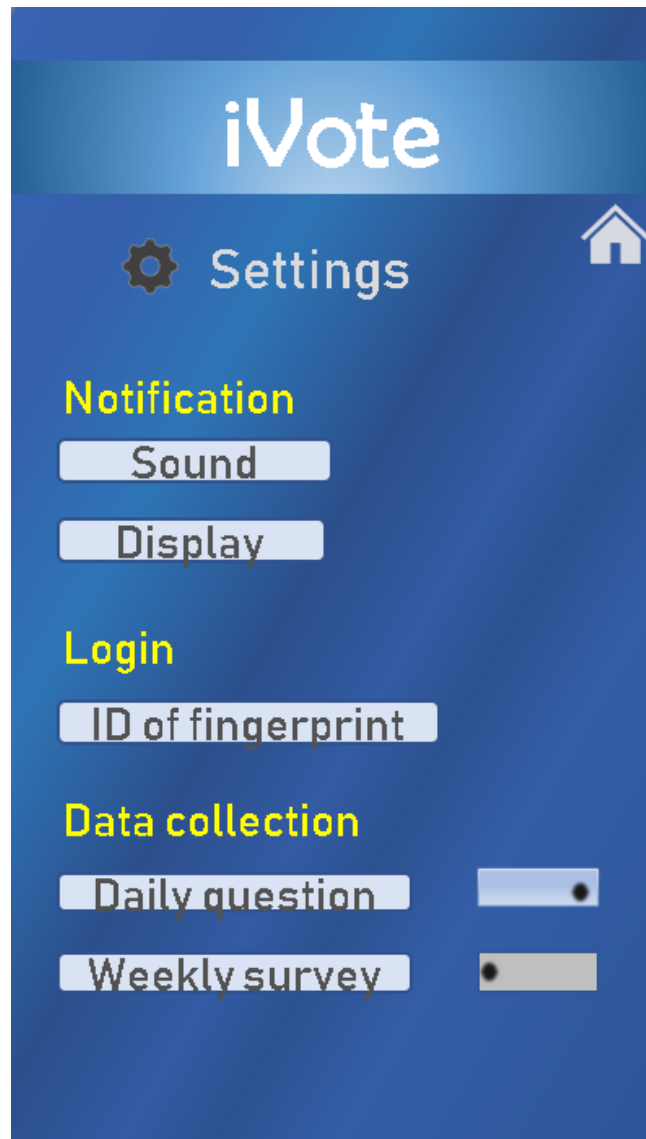 iVote
Settings
Notification
Sound
Display
Login
ID of fingerprint
Data collection
Daily question
Weekly survey